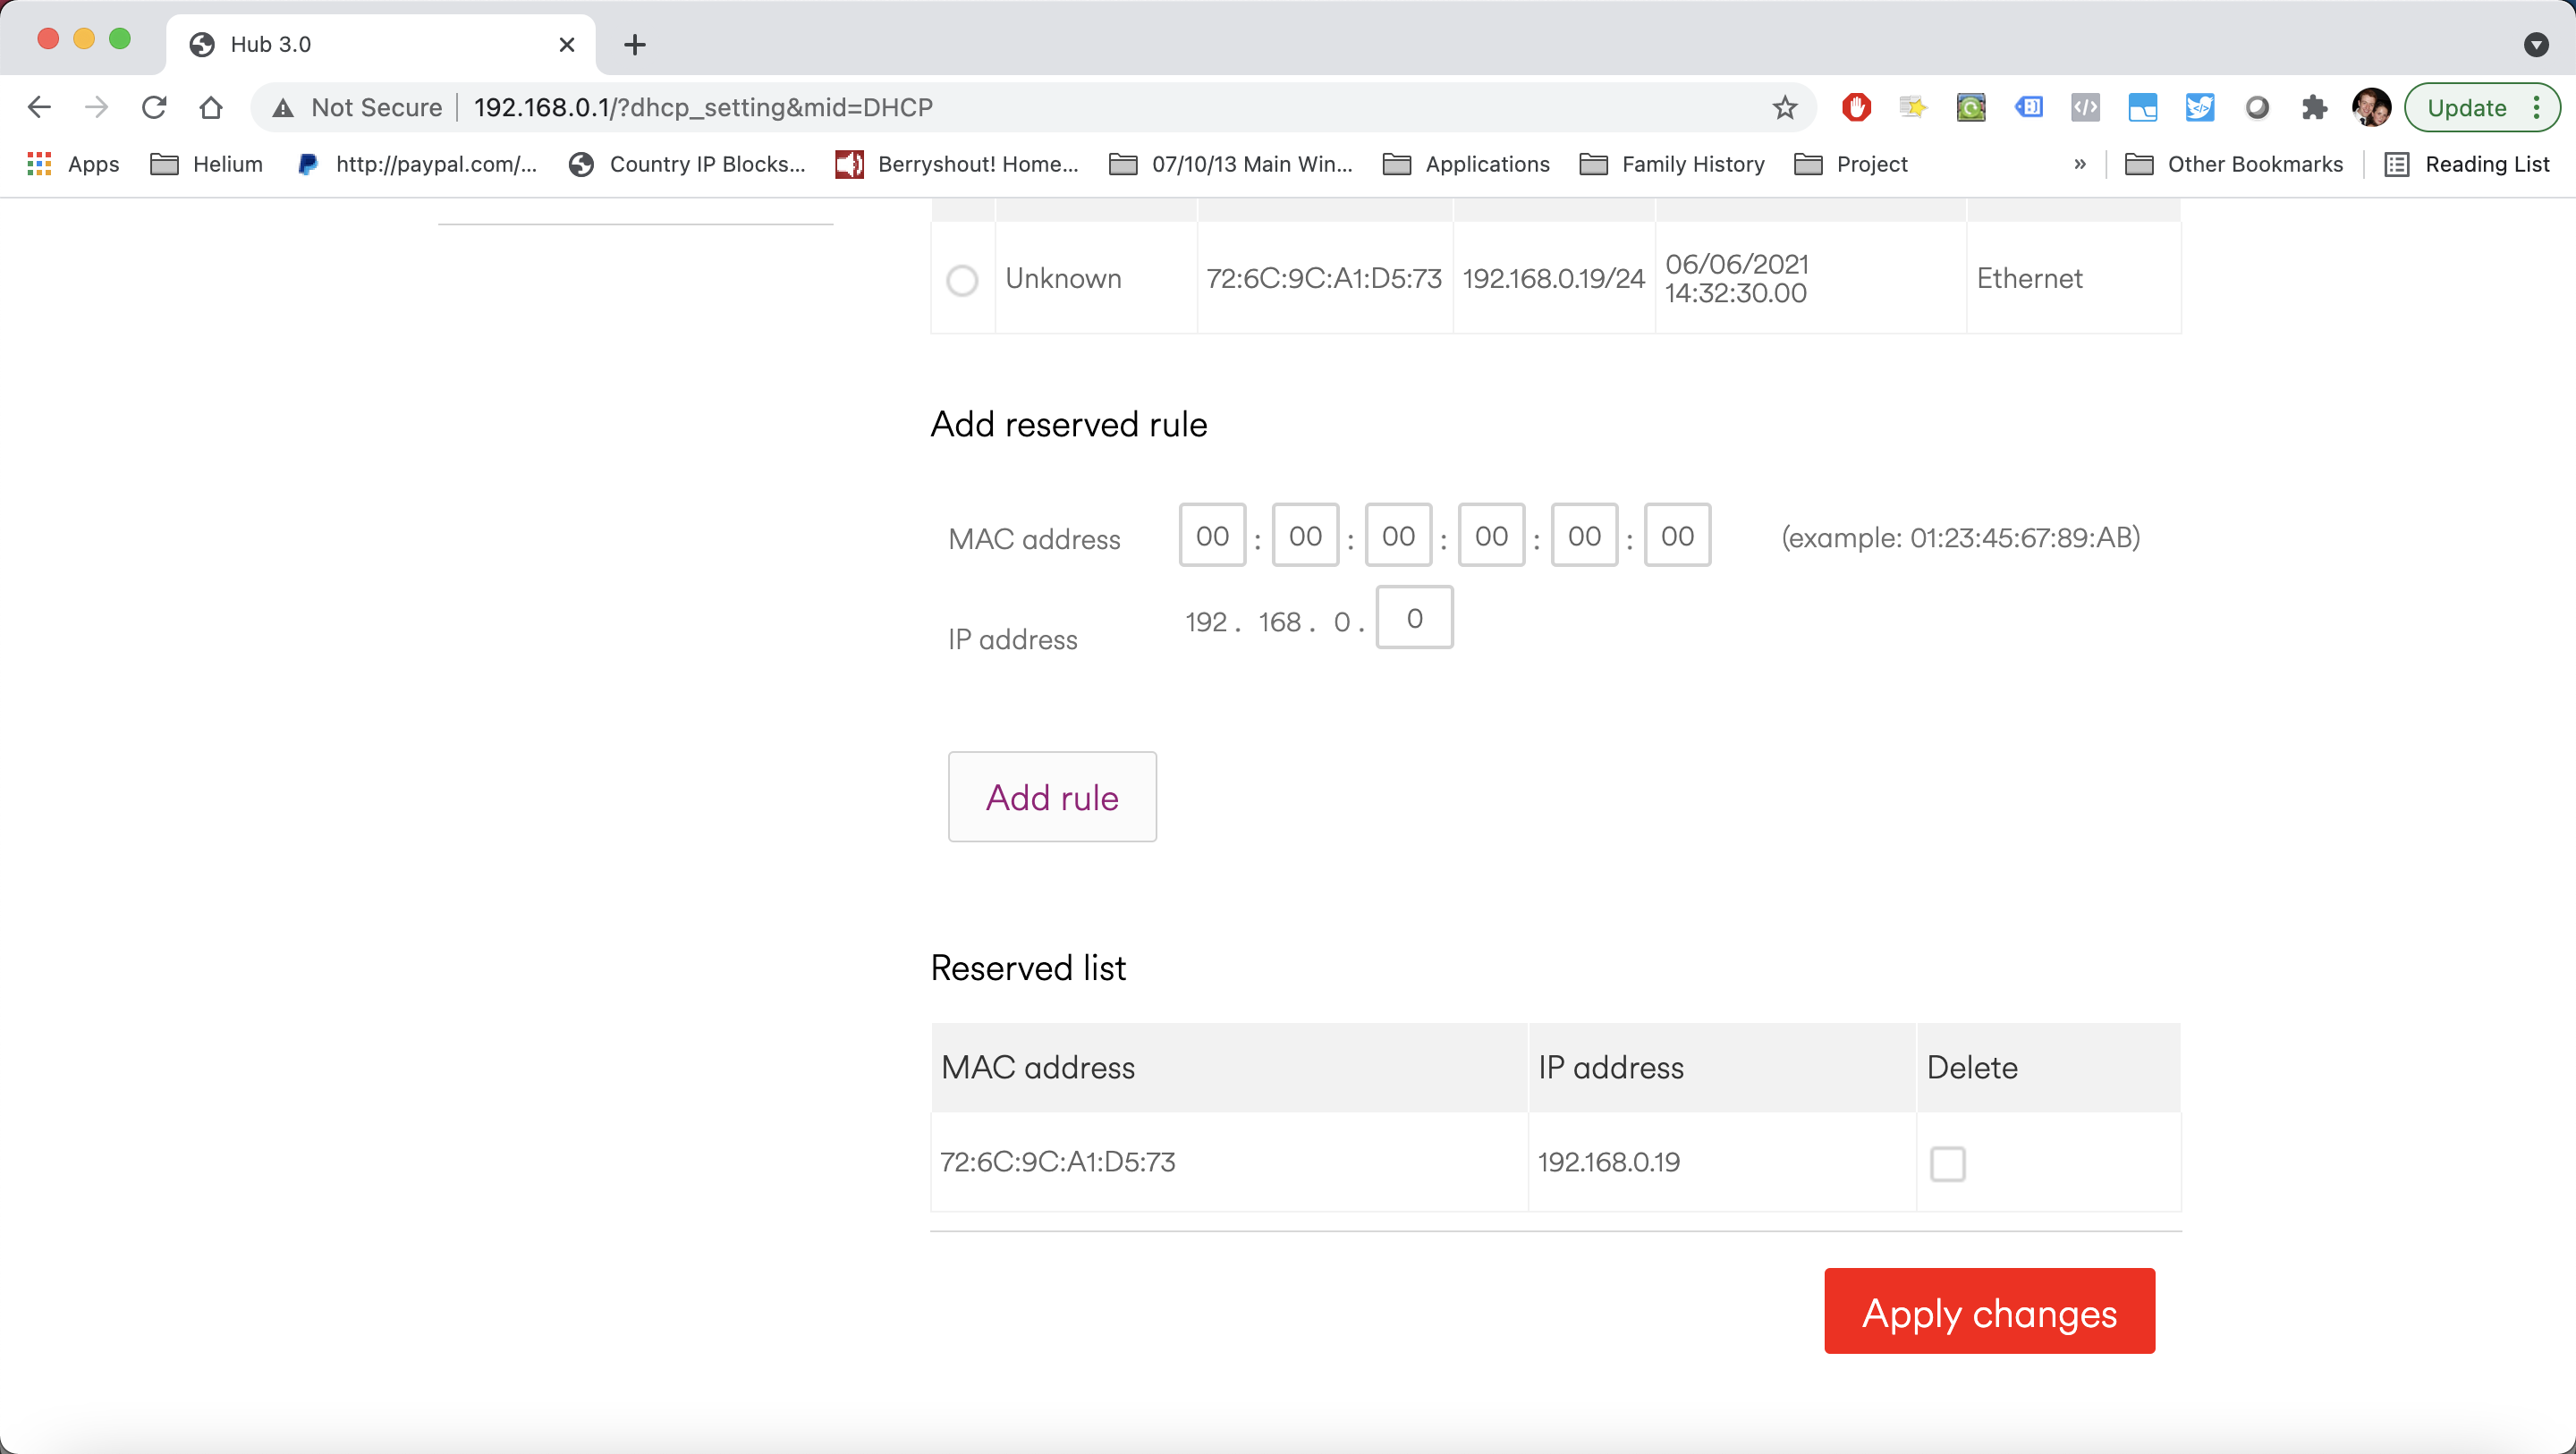 Hub 3.0
Not Secure 192.168.0.1/?dhcp_setting&mid=DHCP Update
Apps Helium http://paypal.com/... Country IP Blocks... Berryshout! Home... 07/10/13 Main Win... Applications Family History Project » Other Bookmarks Reading List
Unknown 72:6C:9C:A1:D5:73 192.168.0.19/24 06/06/2021
14:32:30.00 Ethernet
Add reserved rule
MAC address 00 : 00 : 00 : 00 : 00 : 00 (example: 01:23:45:67:89:AB)
IP address 192 . 168 . 0 . 0
Add rule
Reserved list
MAC address IP address Delete
72:6C:9C:A1:D5:73 192.168.0.19
Apply changes